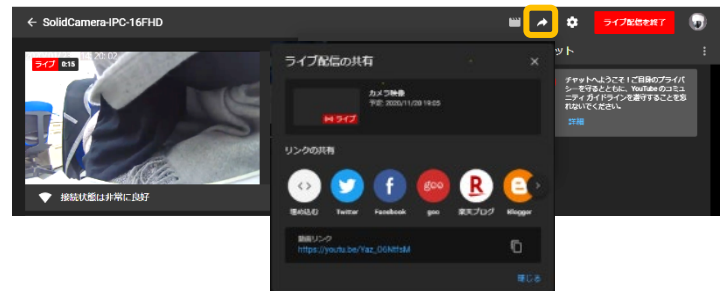 ← SolidCamera-IPC-16FHD
ライブ配信を終了
ライブ 0:15
接続状態は非常に良好
ライブ配信の共有
カメラ映像
予定: 2020/11/20 19:05
ライブ
リンクの共有
埋め込む Twitter Facebook goo 楽天ブログ Blogger
動画リンク
閉じる
ット
チャットへようこそ！ご自身のプライバ
シーを守るとともに、YouTube のコミュ
ニティ ガイドラインを遵守することを忘
れないでください。
詳細